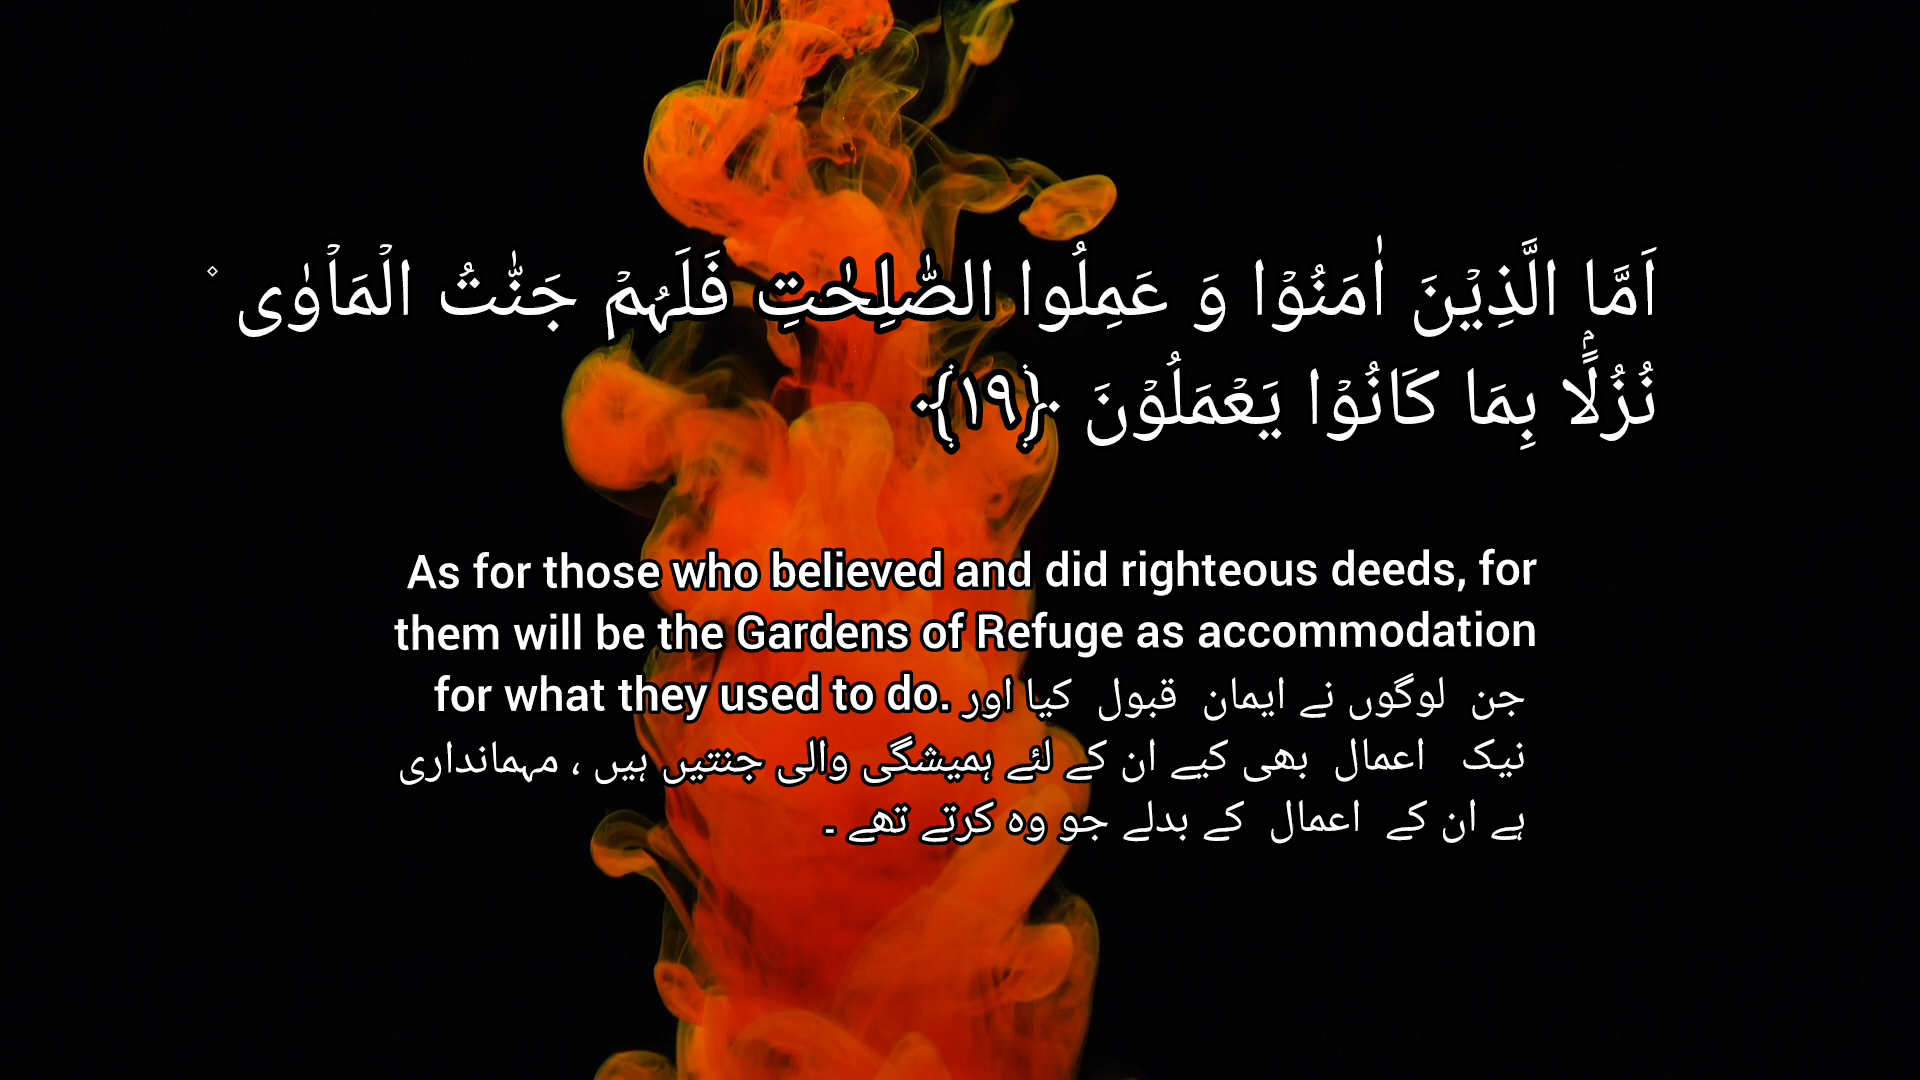 اَمَّا الَّذِیۡنَ اٰمَنُوۡا وَ عَمِلُوا الصّٰلِحٰتِ فَلَہُمۡ جَنّٰتُ الۡمَاۡوٰی ۫
نُزُلًۢا بِمَا کَانُوۡا یَعۡمَلُوۡنَ ﴿۱۹﴾
As for those who believed and did righteous deeds, for
them will be the Gardens of Refuge as accommodation
for what they used to do. جن لوگوں نے ایمان قبول کیا اور
نیک اعمال بھی کیے ان کے لئے ہمیشگی والی جنتیں ہیں ، مہمانداری
ہے ان کے اعمال کے بدلے جو وہ کرتے تھے ۔